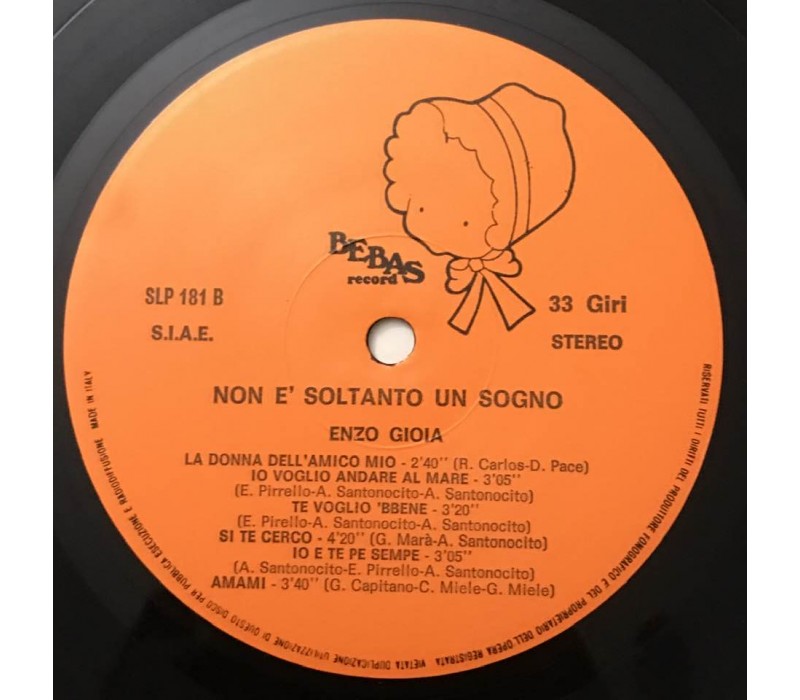 BEBAS
record
SLP 181 B
33 Giri
S.I.A.E.
STEREO
NON E' SOLTANTO UN SOGNO
ENZO GIOIA
LA DONNA DELL'AMICO MIO - 2'40'' (R. Carlos-D. Pace)
IO VOGLIO ANDARE AL MARE - 3'05''
(E. Pirrello-A. Santonocito-A. Santonocito)
TE VOGLIO 'BBENE - 3'20''
(E. Pirello-A. Santonocito-A. Santonocito)
SI TE CERCO - 4'20'' (G. Marà-A. Santonocito)
IO E TE PE SEMPE - 3'05''
(A. Santonocito-E. Pirrello-A. Santonocito)
AMAMI - 3'40'' (G. Capitano-C. Miele-G. Miele)
RISERVATI TUTTI I DIRITTI DEL PRODUTTORE FONOGRAFICO E DEL PROPRIETARIO DELL'OPERA REGISTRATA VIETATA DUPLICAZIONE UTILIZZAZIONE DI QUESTO DISCO PER PUBBLICA ESECUZIONE E RADIODIFFUSIONE MADE IN ITALY